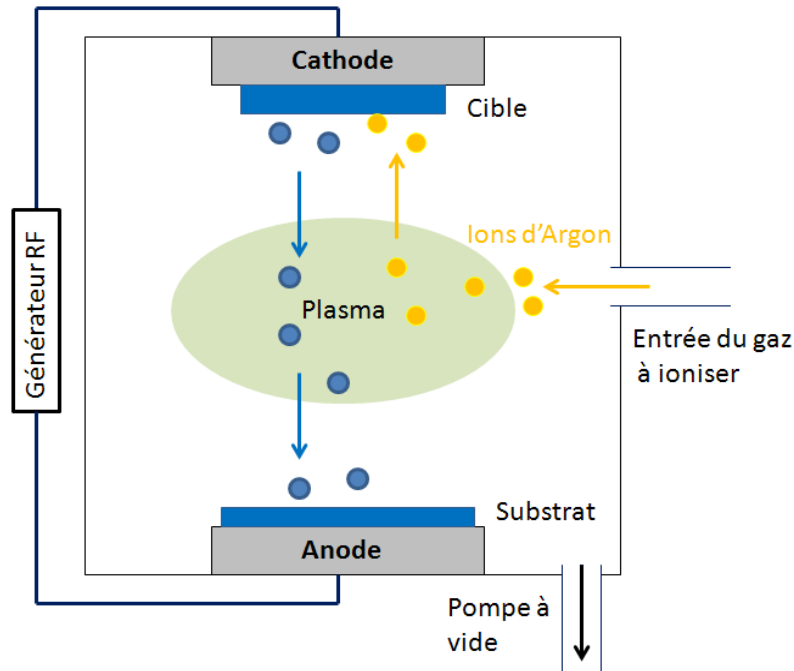 Cathode
Cible
Ions d'Argon
Générateur RF
Plasma
Entrée du gaz
à ioniser
Substrat
Anode
Pompe à
vide